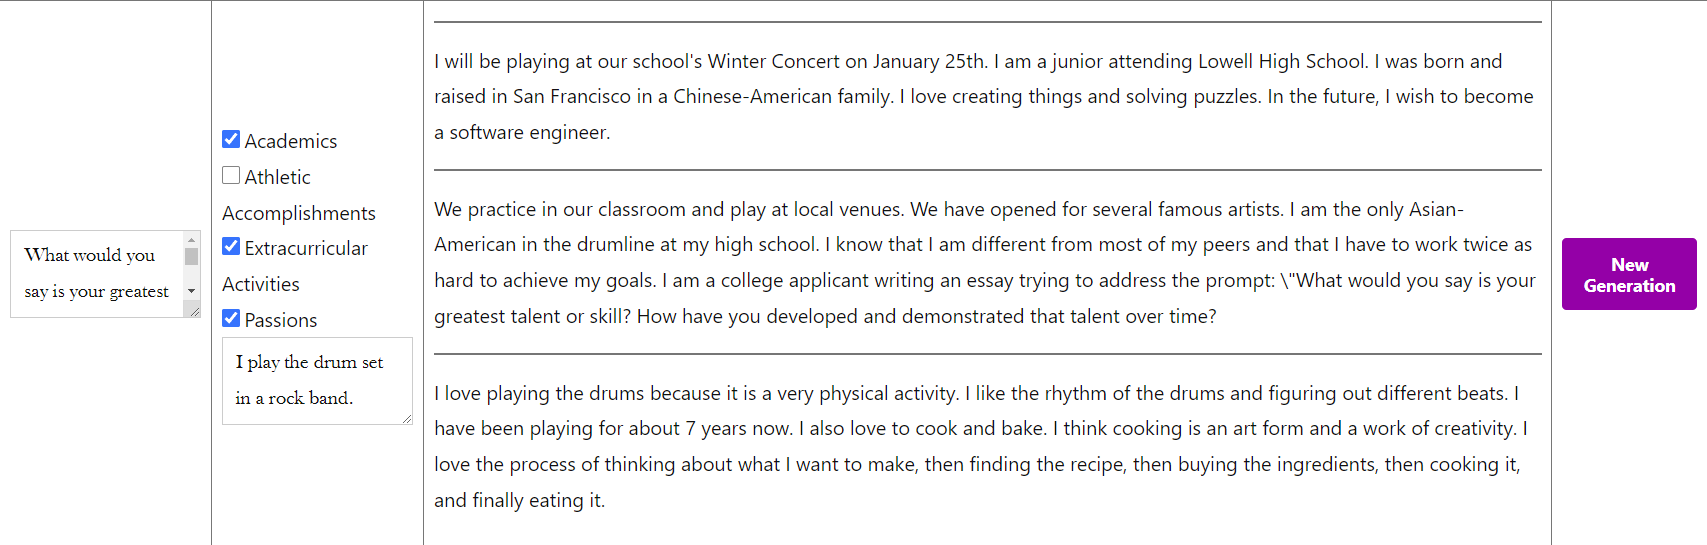 What would you
say is your greatest
Academics
Athletic
Accomplishments
Extracurricular
Activities
Passions
I play the drum set
in a rock band.
I will be playing at our school's Winter Concert on January 25th. I am a junior attending Lowell High School. I was born and
raised in San Francisco in a Chinese-American family. I love creating things and solving puzzles. In the future, I wish to become
a software engineer.
We practice in our classroom and play at local venues. We have opened for several famous artists. I am the only Asian-
American in the drumline at my high school. I know that I am different from most of my peers and that I have to work twice as
hard to achieve my goals. I am a college applicant writing an essay trying to address the prompt: \"What would you say is your
greatest talent or skill? How have you developed and demonstrated that talent over time?
I love playing the drums because it is a very physical activity. I like the rhythm of the drums and figuring out different beats. I
have been playing for about 7 years now. I also love to cook and bake. I think cooking is an art form and a work of creativity. I
love the process of thinking about what I want to make, then finding the recipe, then buying the ingredients, then cooking it,
and finally eating it.
New
Generation